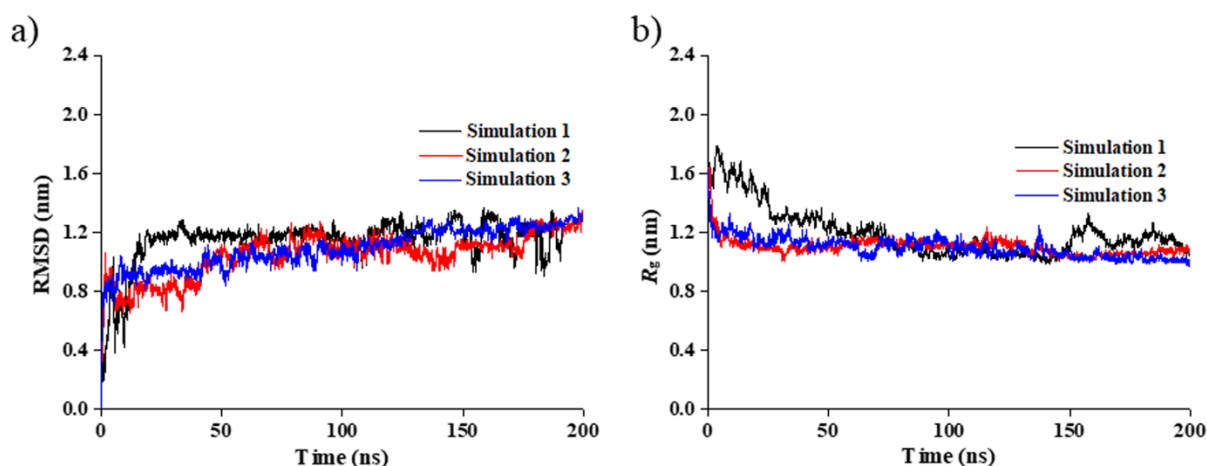 a)
RMSD (nm)
2.4
2.0
1.6
1.2
0.8
0.4
0.0
Simulation 1
Simulation 2
Simulation 3
0 50 100 150 200
Time (ns)
b)
Rg (nm)
2.4
2.0
1.6
1.2
0.8
0.4
0.0
Simulation 1
Simulation 2
Simulation 3
0 50 100 150 200
Time (ns)